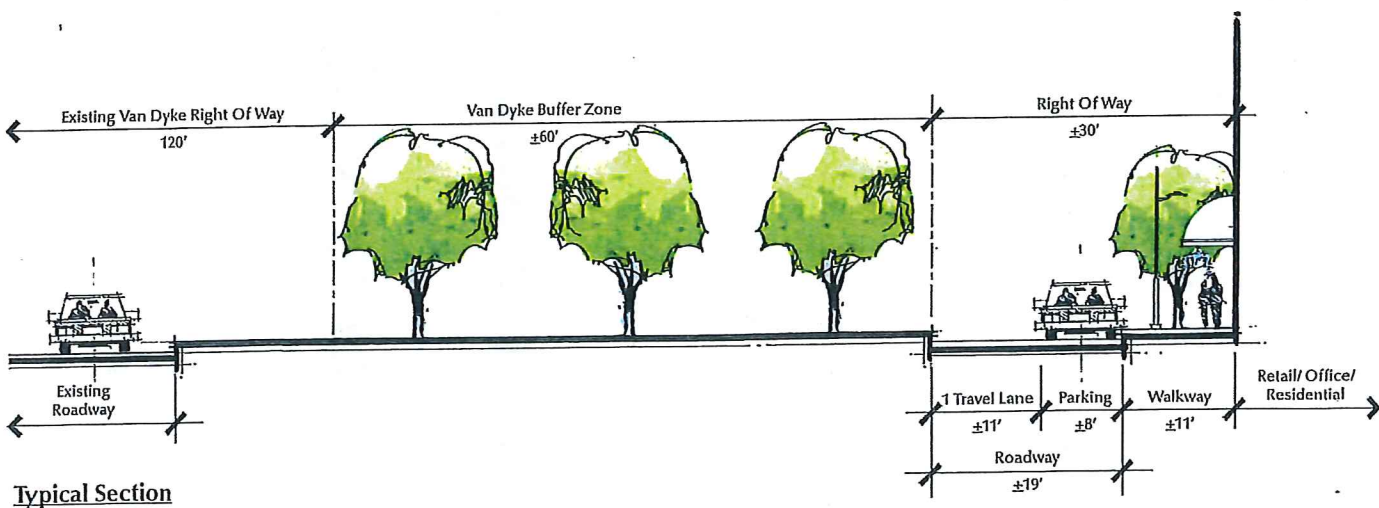 Existing Van Dyke Right Of Way
120'
Van Dyke Buffer Zone
±60'
Right Of Way
±30'
Existing
Roadway
1 Travel Lane
±11'
Parking
±8'
Walkway
±11'
Retail/ Office/
Residential
Roadway
±19'
Typical Section